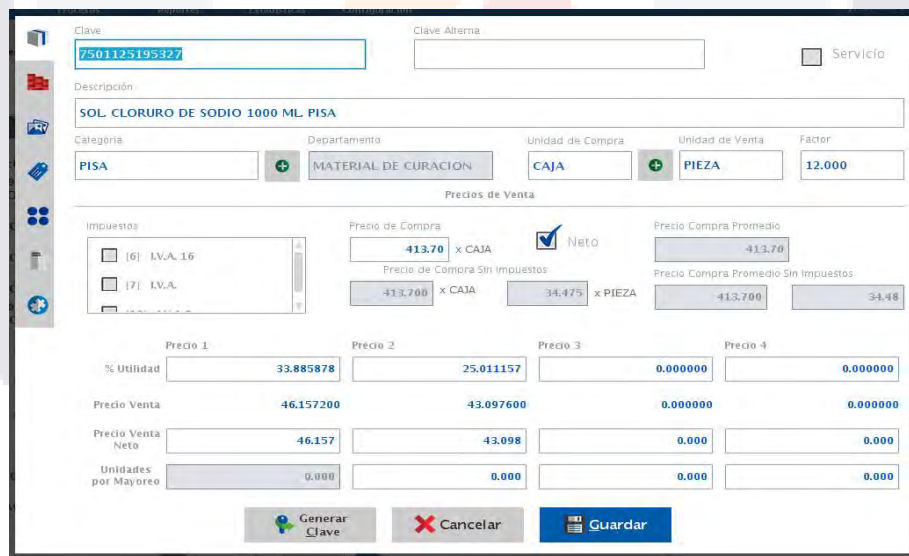 Procesos Reportes Estadísticas Configuración
Clave Clave Alterna
7501125195327 Servicio
Descripción
SOL. CLORURO DE SODIO 1000 ML. PISA
Categoria Departamento Unidad de Compra Unidad de Venta Factor
PISA MATERIAL DE CURACION CAJA PIEZA 12.000
Precios de Venta
Impuestos Precio de Compra Precio Compra Promedio
[6] I.V.A. 16 413.70 x CAJA Neto 413.70
Precio de Compra Sin Impuestos Precio Compra Promedio Sin Impuestos
[7] I.V.A. 413.700 x CAJA 34.475 x PIEZA 413.700 34.48
Precio 1 Precio 2 Precio 3 Precio 4
% Utilidad 33.885878 25.011157 0.000000 0.000000
Precio Venta 46.157200 43.097600 0.000000 0.000000
Precio Venta Neto 46.157 43.098 0.000 0.000
Unidades por Mayoreo 0.000 0.000 0.000 0.000
Generar Clave Cancelar Guardar